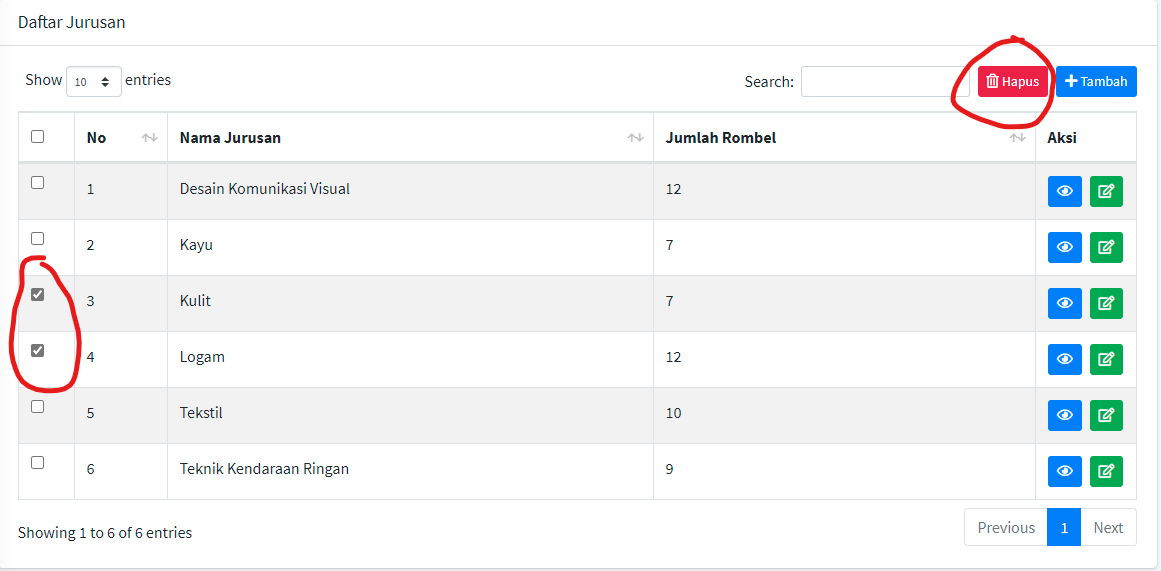 Daftar Jurusan
Show 10 entries Search: Hapus Tambah
No Nama Jurusan Jumlah Rombel Aksi
1 Desain Komunikasi Visual 12
2 Kayu 7
3 Kulit 7
4 Logam 12
5 Tekstil 10
6 Teknik Kendaraan Ringan 9
Showing 1 to 6 of 6 entries Previous 1 Next